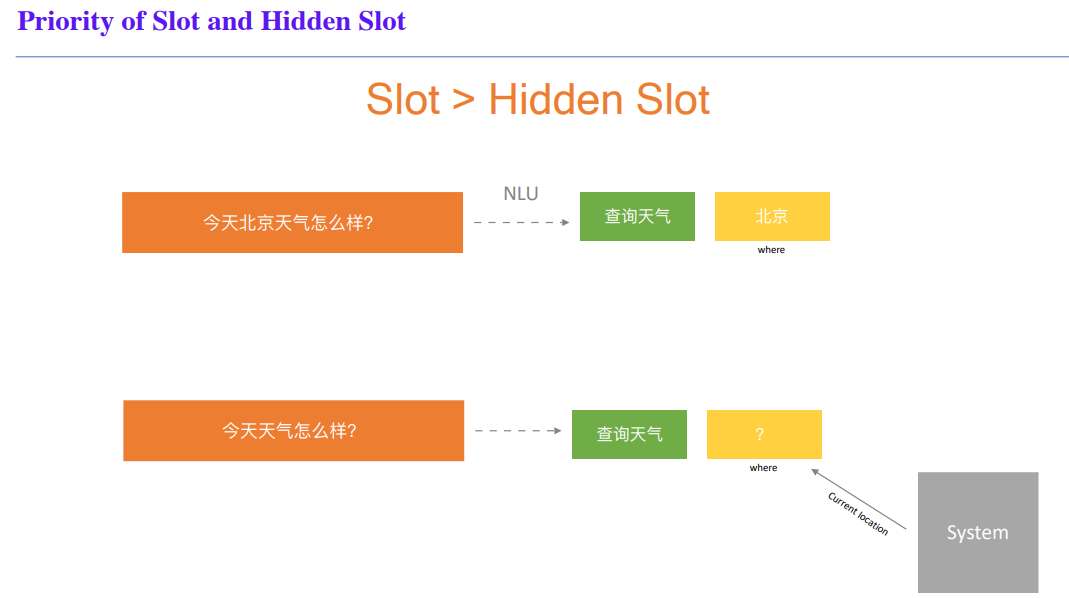 Priority of Slot and Hidden Slot
Slot > Hidden Slot
NLU
今天北京天气怎么样?
查询天气
北京
where
今天天气怎么样?
查询天气
?
where
Current location
System